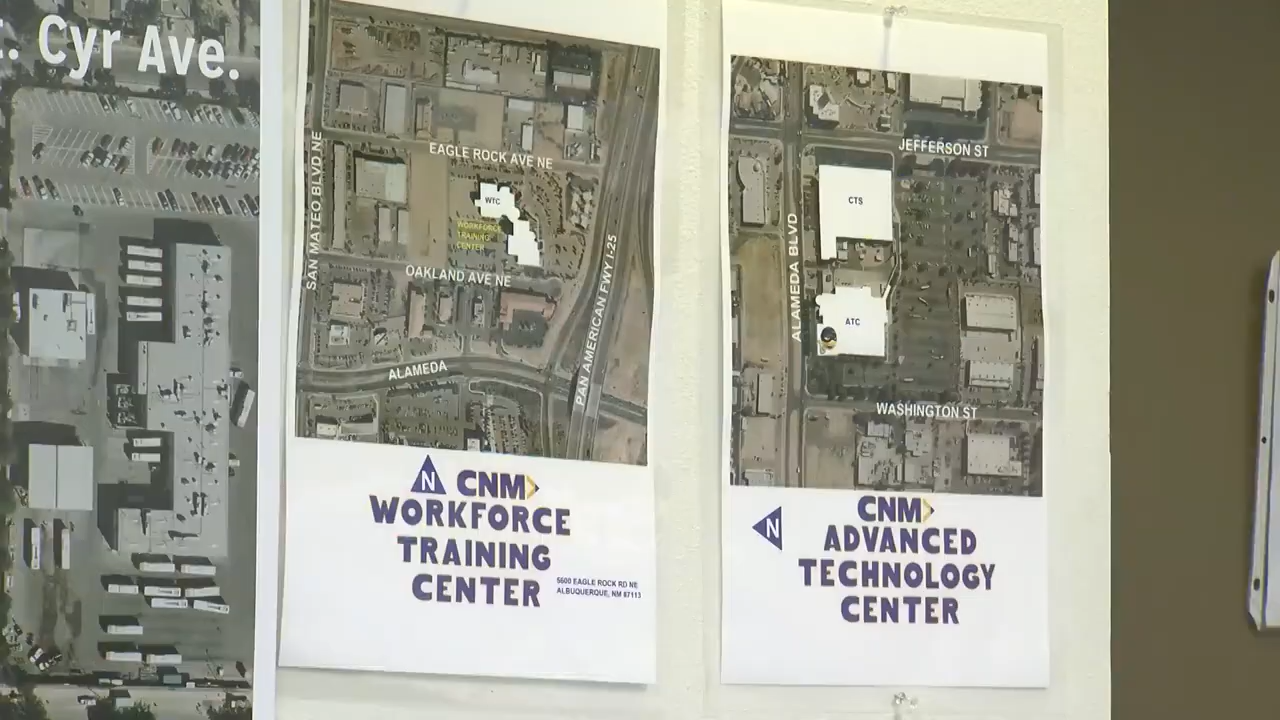 . Cyr Ave.
SAN MATEO BLVD NE
EAGLE ROCK AVE NE
WTC
WORKFORCE
TRAINING
CENTER
OAKLAND AVE NE
PAN AMERICAN FWY I-25
ALAMEDA
N
CNM
WORKFORCE
TRAINING
CENTER
5600 EAGLE ROCK RD NE
ALBUQUERQUE, NM 87113
JEFFERSON ST
CTS
ALAMEDA BLVD
ATC
WASHINGTON ST
N
CNM
ADVANCED
TECHNOLOGY
CENTER